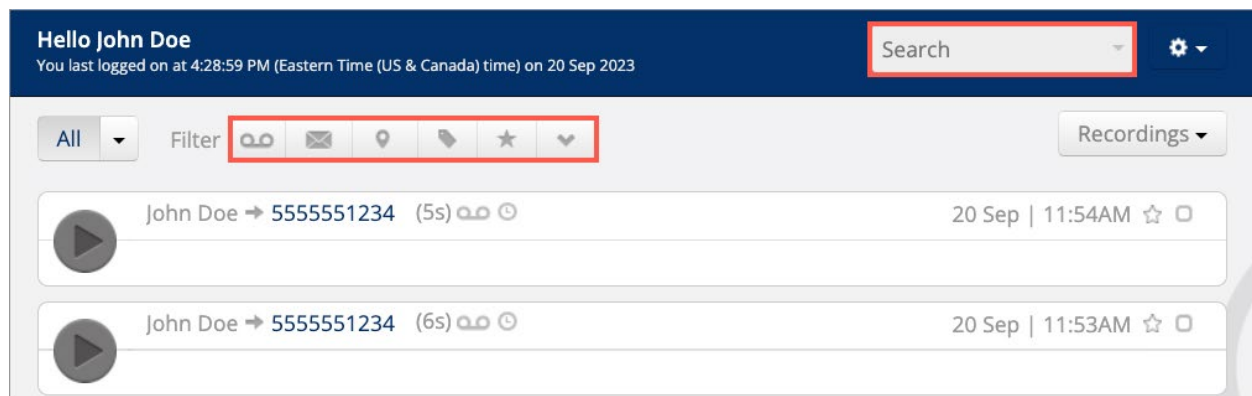 Hello John Doe
You last logged on at 4:28:59 PM (Eastern Time (US & Canada) time) on 20 Sep 2023
Search
All
Filter
Recordings
John Doe → 5555551234 (5s)
20 Sep | 11:54AM
John Doe → 5555551234 (6s)
20 Sep | 11:53AM